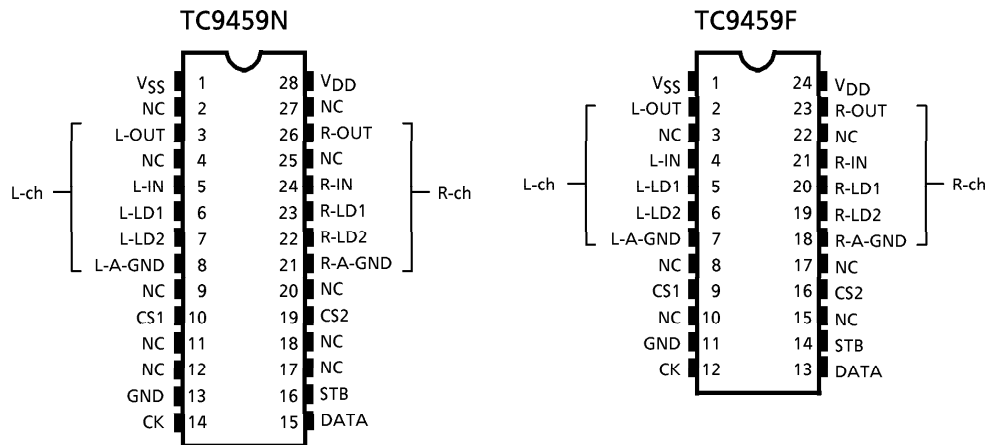 TC9459N
VSS 1 28 VDD
NC 2 27 NC
L-OUT 3 26 R-OUT
NC 4 25 NC
L-IN 5 24 R-IN
L-LD1 6 23 R-LD1
L-LD2 7 22 R-LD2
L-A-GND 8 21 R-A-GND
NC 9 20 NC
CS1 10 19 CS2
NC 11 18 NC
NC 12 17 NC
GND 13 16 STB
CK 14 15 DATA
L-ch
R-ch
TC9459F
VSS 1 24 VDD
L-OUT 2 23 R-OUT
NC 3 22 NC
L-IN 4 21 R-IN
L-LD1 5 20 R-LD1
L-LD2 6 19 R-LD2
L-A-GND 7 18 R-A-GND
NC 8 17 NC
CS1 9 16 CS2
NC 10 15 NC
GND 11 14 STB
CK 12 13 DATA
L-ch
R-ch